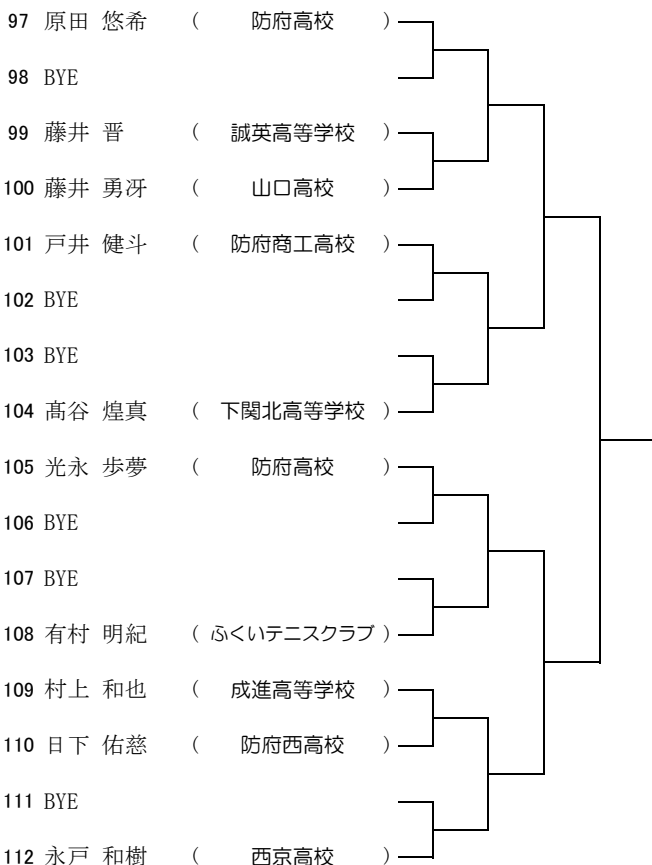 97 原田 悠希 ( 防府高校 )
98 BYE
99 藤井 晋 ( 誠英高等学校 )
100 藤井 勇冴 ( 山口高校 )
101 戸井 健斗 ( 防府商工高校 )
102 BYE
103 BYE
104 髙谷 煌真 ( 下関北高等学校 )
105 光永 歩夢 ( 防府高校 )
106 BYE
107 BYE
108 有村 明紀 ( ふくいテニスクラブ )
109 村上 和也 ( 成進高等学校 )
110 日下 佑慈 ( 防府西高校 )
111 BYE
112 永戸 和樹 ( 西京高校 )